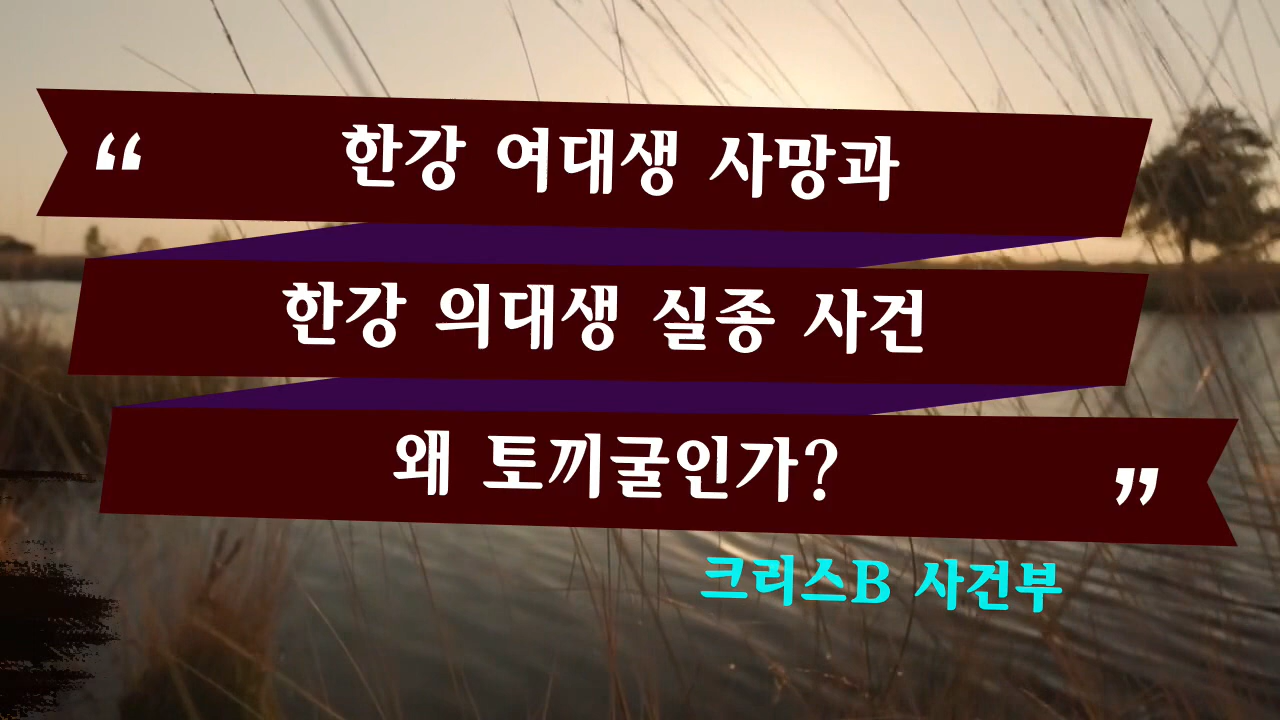 “ 한강 여대생 사망과
한강 의대생 실종 사건
왜 토끼굴인가? ”
크리스B 사건부